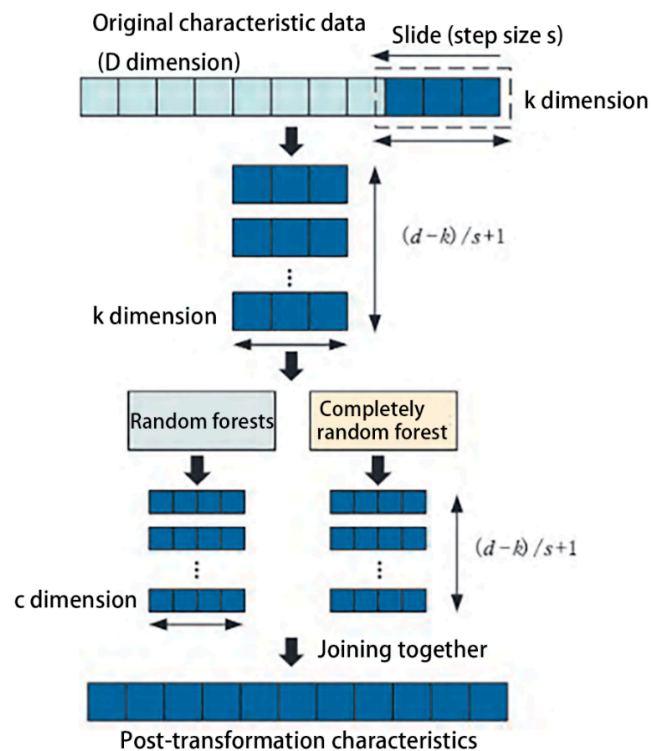 Original characteristic data
Slide (step size s)
(D dimension)
k dimension
(d-k)/s+1
k dimension
Random forests
Completely
random forest
(d-k)/s+1
c dimension
Joining together
Post-transformation characteristics